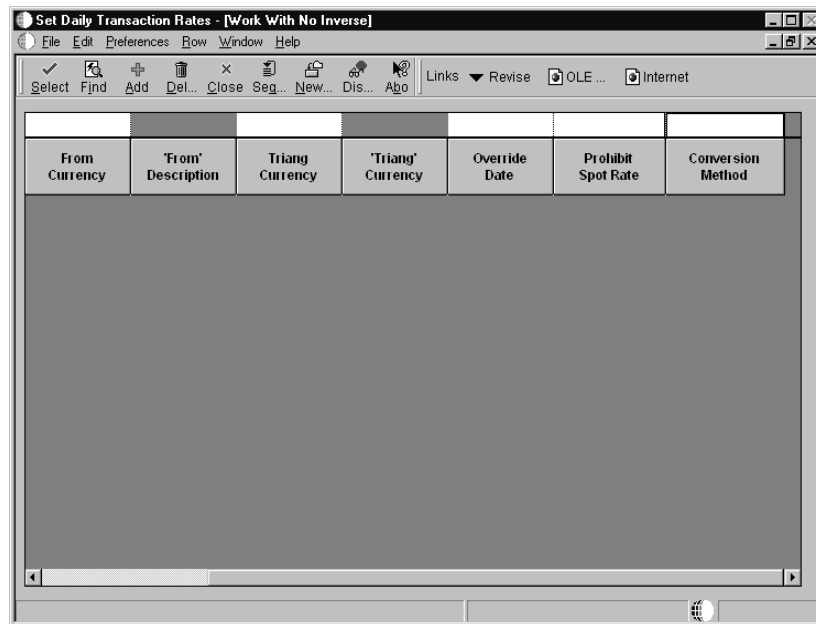 Set Daily Transaction Rates - [Work With No Inverse]
File Edit Preferences Row Window Help
Select Find Add Del... Close Seq... New... Dis... Abo Links Revise OLE ... Internet
From Currency
'From' Description
Triang Currency
'Triang' Currency
Override Date
Prohibit Spot Rate
Conversion Method